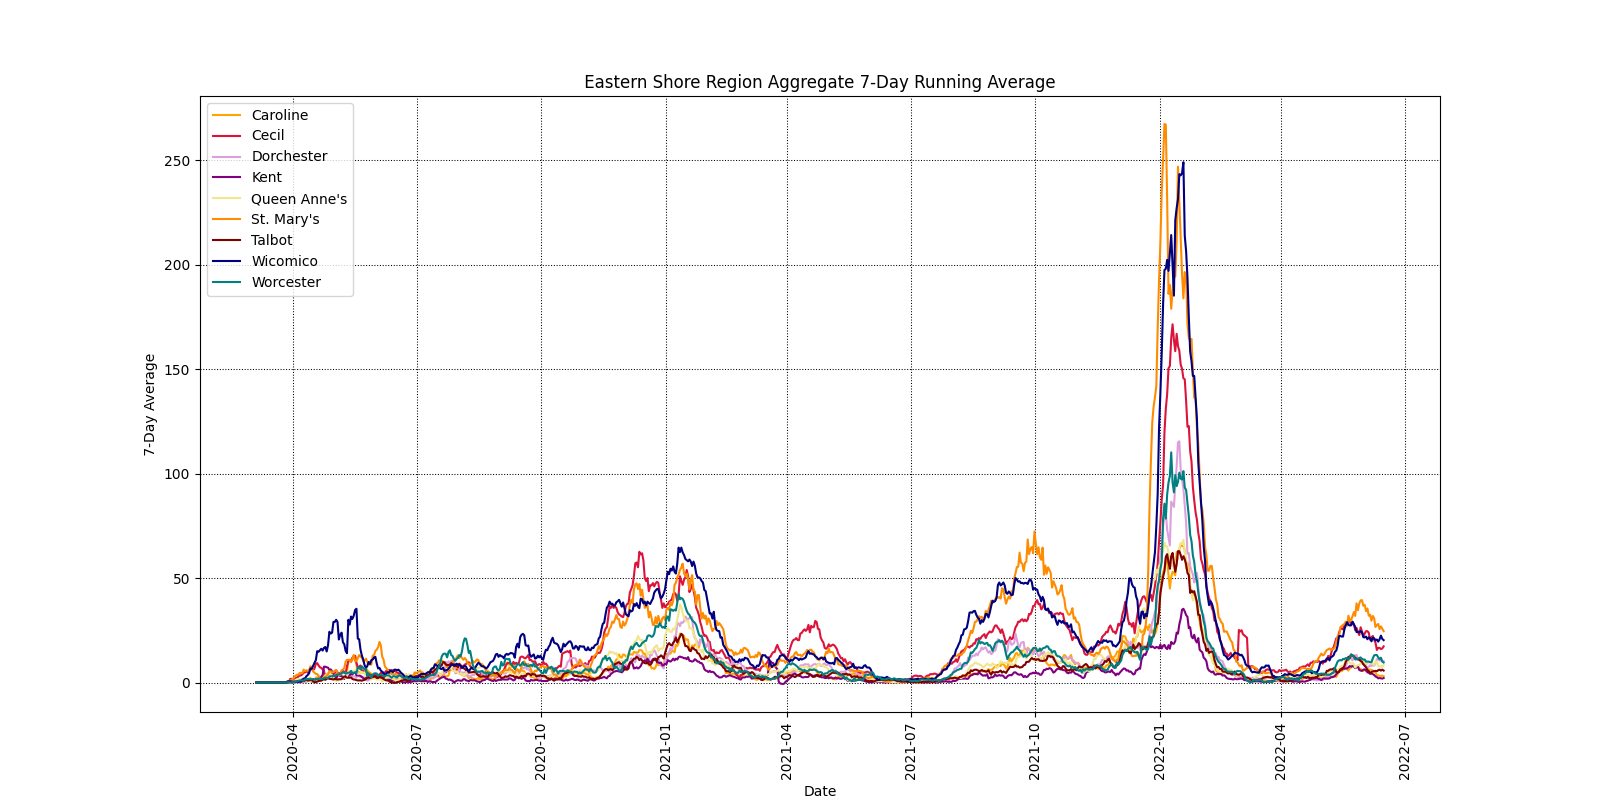 Eastern Shore Region Aggregate 7-Day Running Average
Caroline
Cecil
Dorchester
Kent
Queen Anne's
St. Mary's
Talbot
Wicomico
Worcester
250
200
150
100
50
0
7-Day Average
2020-04
2020-07
2020-10
2021-01
2021-04
2021-07
2021-10
2022-01
2022-04
2022-07
Date